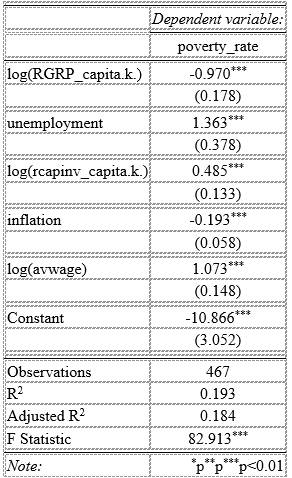 Dependent variable:
poverty_rate
log(RGRP_capita.k.) -0.970***
(0.178)
unemployment 1.363***
(0.378)
log(rcapinv_capita.k.) 0.485***
(0.133)
inflation -0.193***
(0.058)
log(avwage) 1.073***
(0.148)
Constant -10.866***
(3.052)
Observations 467
R2 0.193
Adjusted R2 0.184
F Statistic 82.913***
Note: *p**p***p<0.01